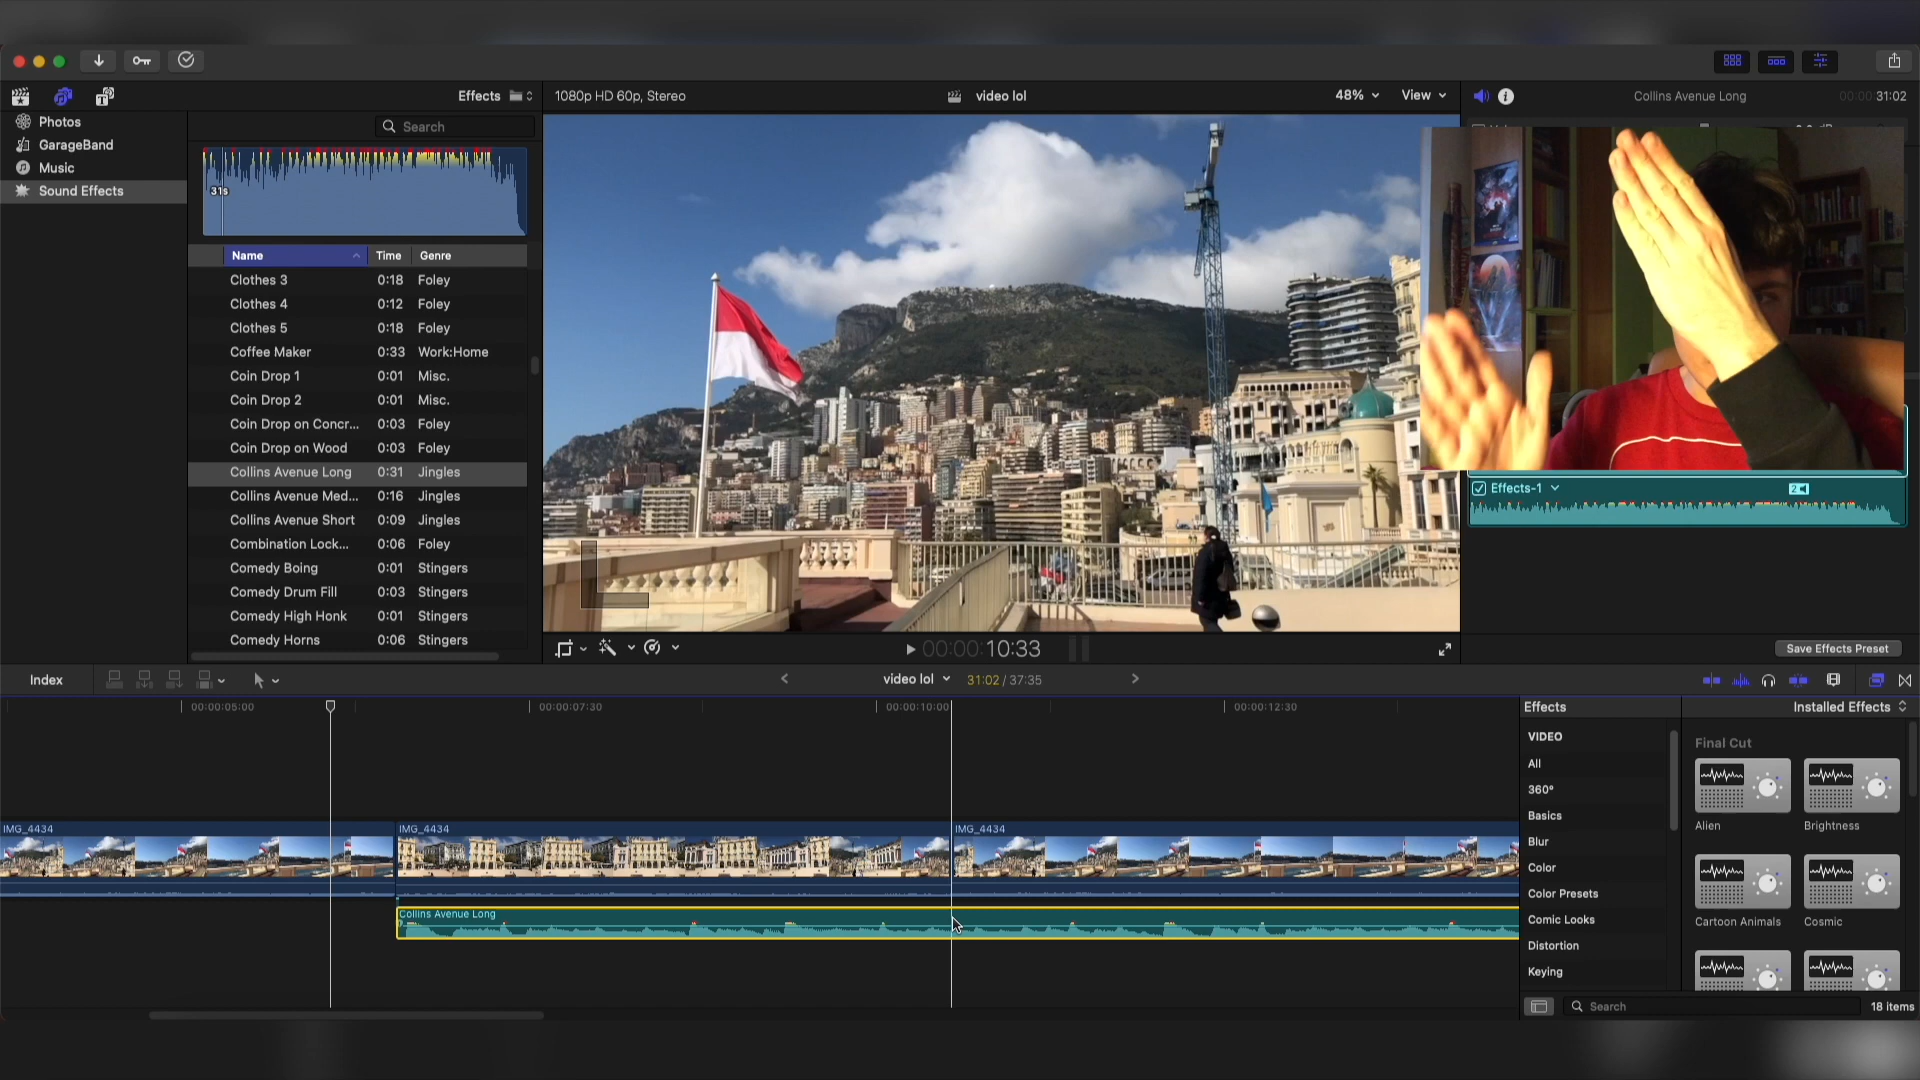 Effects
1080p HD 60p, Stereo
video lol
48%
View
Collins Avenue Long
00:00:31:02
Photos
GarageBand
Music
Sound Effects
Search
31s
Name Time Genre
Clothes 3 0:18 Foley
Clothes 4 0:12 Foley
Clothes 5 0:18 Foley
Coffee Maker 0:33 Work:Home
Coin Drop 1 0:01 Misc.
Coin Drop 2 0:01 Misc.
Coin Drop on Concr... 0:03 Foley
Coin Drop on Wood 0:03 Foley
Collins Avenue Long 0:31 Jingles
Collins Avenue Med... 0:16 Jingles
Collins Avenue Short 0:09 Jingles
Combination Lock... 0:06 Foley
Comedy Boing 0:01 Stingers
Comedy Drum Fill 0:03 Stingers
Comedy High Honk 0:01 Stingers
Comedy Horns 0:06 Stingers
Effects-1
2
00:00:10:33
Save Effects Preset
Index
video lol
31:02 / 37:35
00:00:05:00
00:00:07:30
00:00:10:00
00:00:12:30
IMG_4434
IMG_4434
IMG_4434
Collins Avenue Long
Effects
Installed Effects
VIDEO
All
360°
Basics
Blur
Color
Color Presets
Comic Looks
Distortion
Keying
Final Cut
Alien
Brightness
Cartoon Animals
Cosmic
Search
18 items